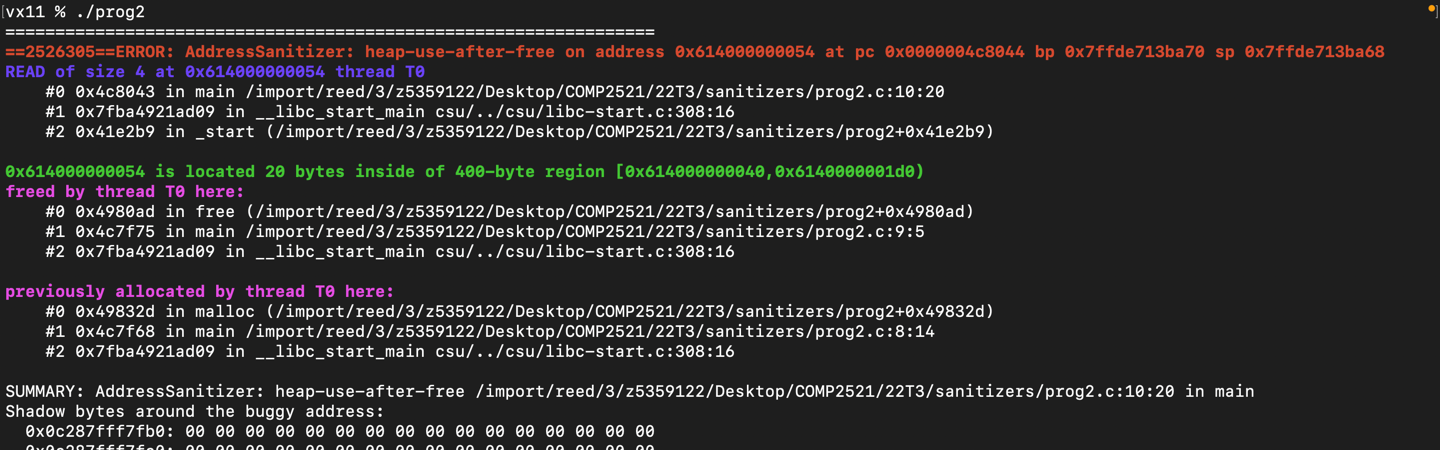 [vx11 % ./prog2
=================================================================
==2526305==ERROR: AddressSanitizer: heap-use-after-free on address 0x614000000054 at pc 0x0000004c8044 bp 0x7ffde713ba70 sp 0x7ffde713ba68
READ of size 4 at 0x614000000054 thread T0
    #0 0x4c8043 in main /import/reed/3/z5359122/Desktop/COMP2521/22T3/sanitizers/prog2.c:10:20
    #1 0x7fba4921ad09 in __libc_start_main csu/../csu/libc-start.c:308:16
    #2 0x41e2b9 in _start (/import/reed/3/z5359122/Desktop/COMP2521/22T3/sanitizers/prog2+0x41e2b9)
0x614000000054 is located 20 bytes inside of 400-byte region [0x614000000040,0x6140000001d0)
freed by thread T0 here:
    #0 0x4980ad in free (/import/reed/3/z5359122/Desktop/COMP2521/22T3/sanitizers/prog2+0x4980ad)
    #1 0x4c7f75 in main /import/reed/3/z5359122/Desktop/COMP2521/22T3/sanitizers/prog2.c:9:5
    #2 0x7fba4921ad09 in __libc_start_main csu/../csu/libc-start.c:308:16
previously allocated by thread T0 here:
    #0 0x49832d in malloc (/import/reed/3/z5359122/Desktop/COMP2521/22T3/sanitizers/prog2+0x49832d)
    #1 0x4c7f68 in main /import/reed/3/z5359122/Desktop/COMP2521/22T3/sanitizers/prog2.c:8:14
    #2 0x7fba4921ad09 in __libc_start_main csu/../csu/libc-start.c:308:16
SUMMARY: AddressSanitizer: heap-use-after-free /import/reed/3/z5359122/Desktop/COMP2521/22T3/sanitizers/prog2.c:10:20 in main
Shadow bytes around the buggy address:
  0x0c287fff7fb0: 00 00 00 00 00 00 00 00 00 00 00 00 00 00 00 00